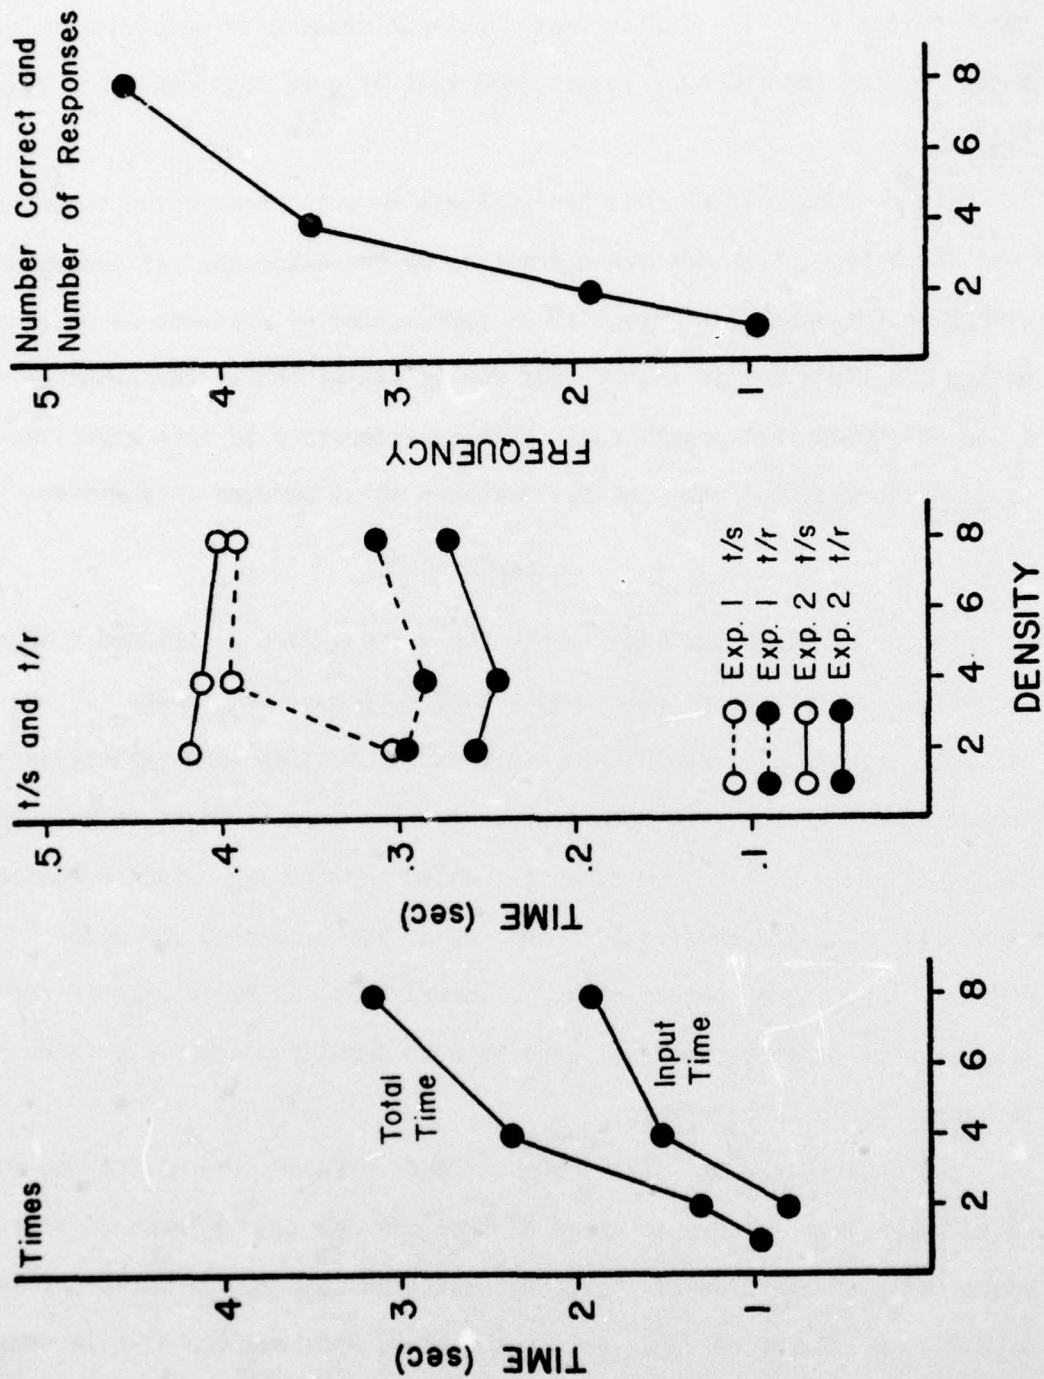 Times
TIME (sec)
4
3
2
1
2 4 6 8
Total
Time
Input
Time
t/s and t/r
TIME (sec)
.5
.4
.3
.2
.1
2 4 6 8
Exp. 1 t/s
Exp. 1 t/r
Exp. 2 t/s
Exp. 2 t/r
DENSITY
Number Correct and
Number of Responses
FREQUENCY
5
4
3
2
1
2 4 6 8